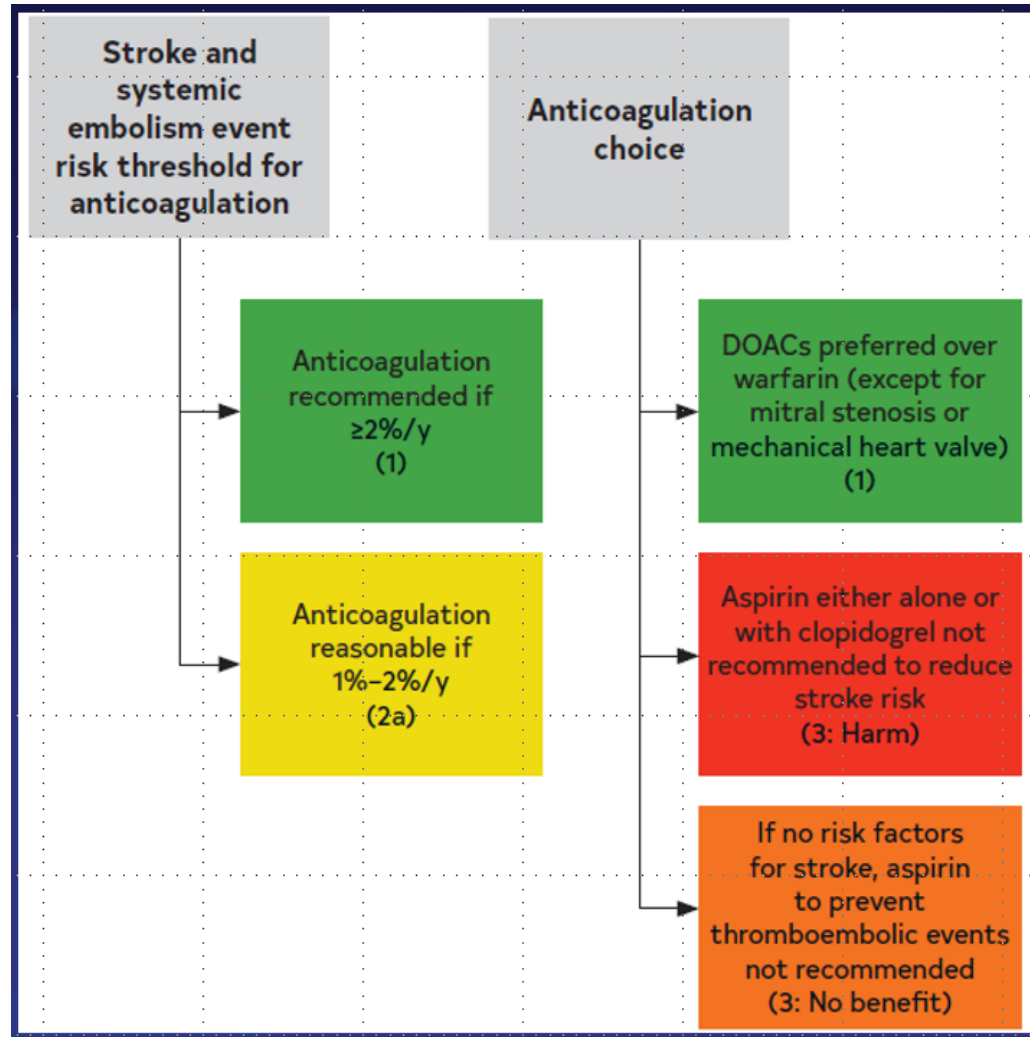 Stroke and
systemic
embolism event
risk threshold for
anticoagulation
Anticoagulation
recommended if
≥2%/y
(1)
Anticoagulation
reasonable if
1%–2%/y
(2a)
Anticoagulation
choice
DOACs preferred over
warfarin (except for
mitral stenosis or
mechanical heart valve)
(1)
Aspirin either alone or
with clopidogrel not
recommended to reduce
stroke risk
(3: Harm)
If no risk factors
for stroke, aspirin
to prevent
thromboembolic events
not recommended
(3: No benefit)